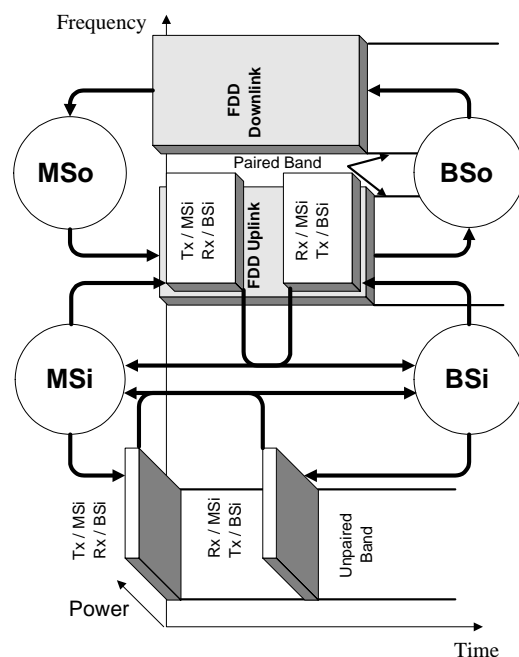 Frequency
FDD
Downlink
MSo
Paired Band
BSo
Tx / MSi
Rx / BSi
FDD Uplink
Rx / MSi
Tx / BSi
MSi
BSi
Tx / MSi
Rx / BSi
Rx / MSi
Tx / BSi
Unpaired
Band
Power
Time